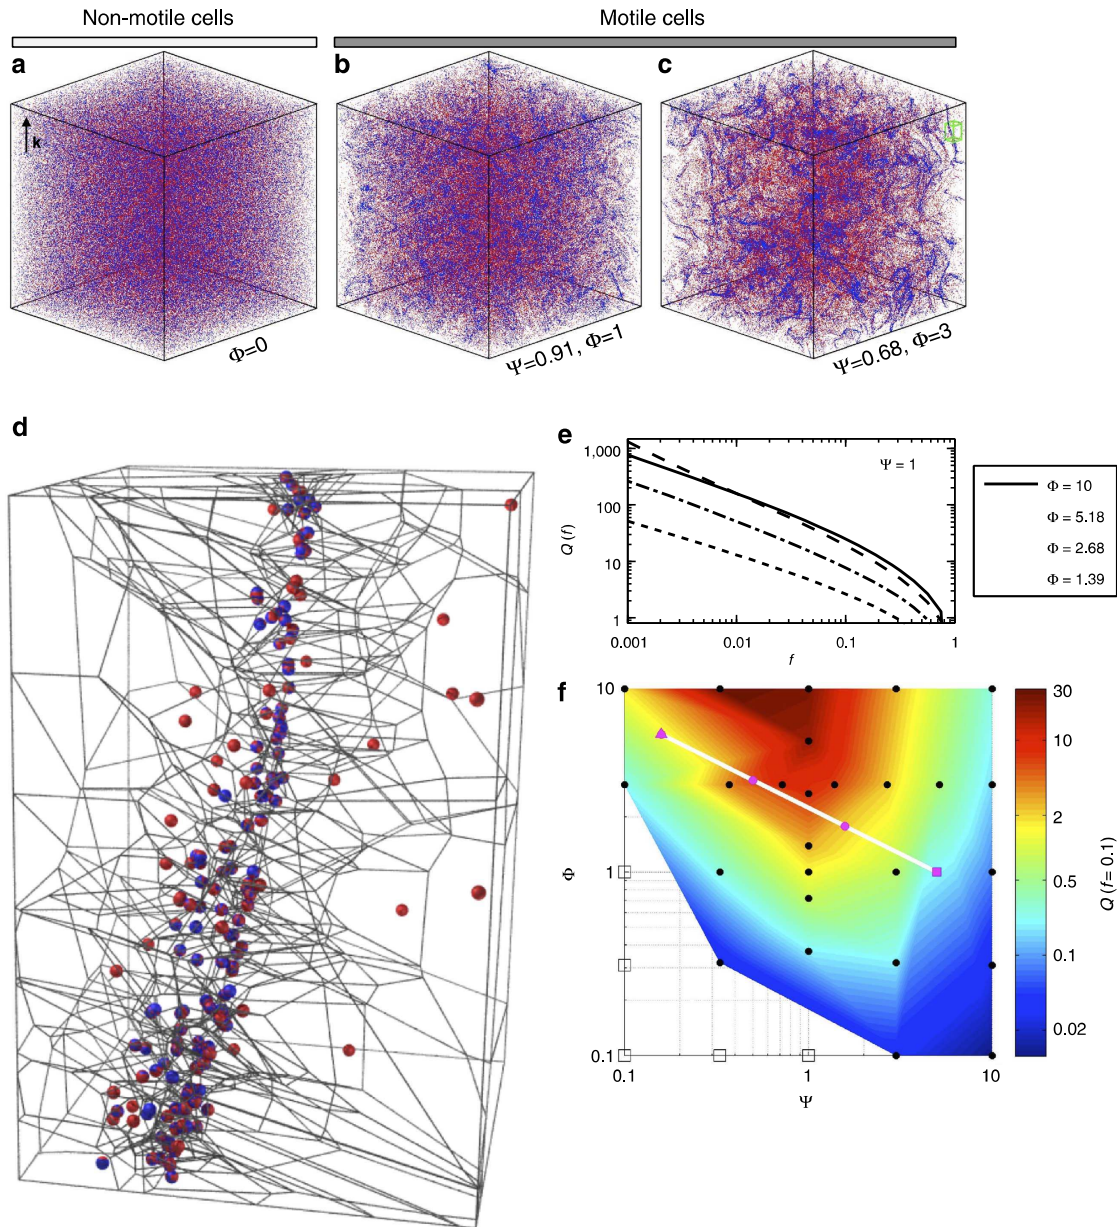 Non-motile cells
Motile cells
a
b
c
k
Φ=0
Ψ=0.91, Φ=1
Ψ=0.68, Φ=3
d
e
1,000
100
10
1
Q (f)
Ψ = 1
0.001
0.01
0.1
1
f
Φ = 10
Φ = 5.18
Φ = 2.68
Φ = 1.39
f
10
1
0.1
Φ
0.1
1
10
Ψ
30
10
2
0.5
0.1
0.02
Q (f= 0.1)